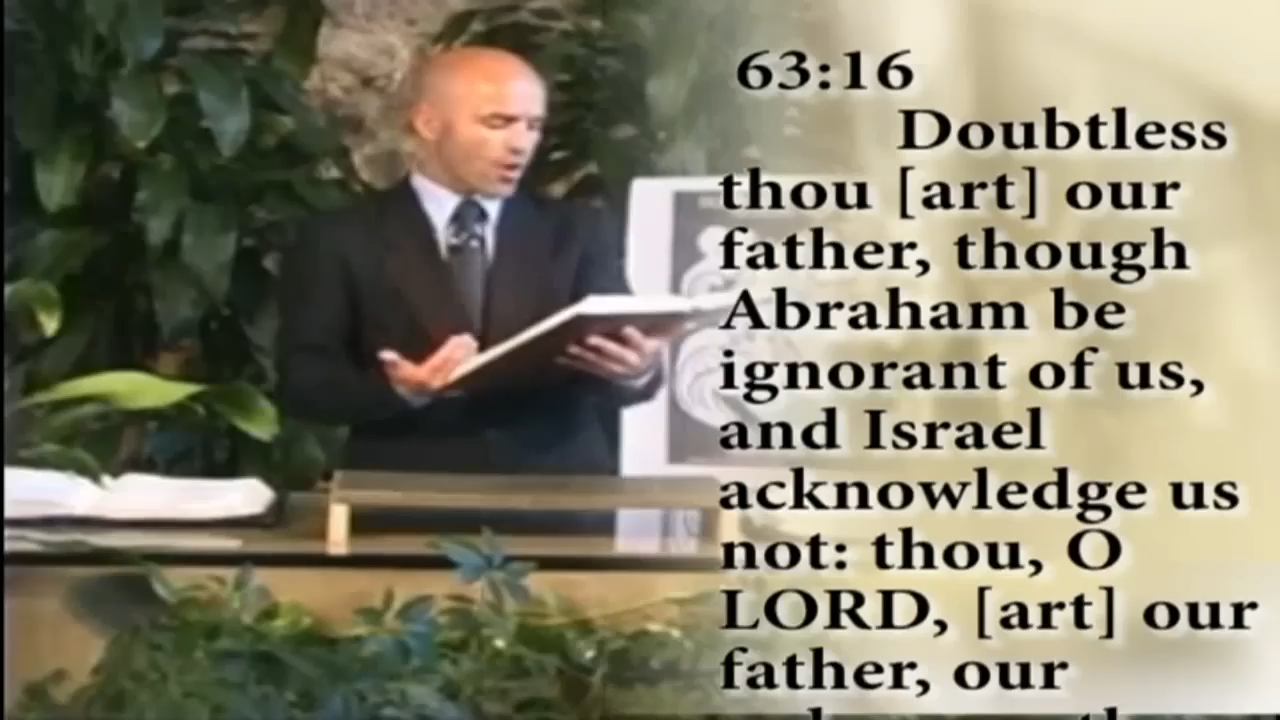 63:16
Doubtless
thou [art] our
father, though
Abraham be
ignorant of us,
and Israel
acknowledge us
not: thou, O
LORD, [art] our
father, our